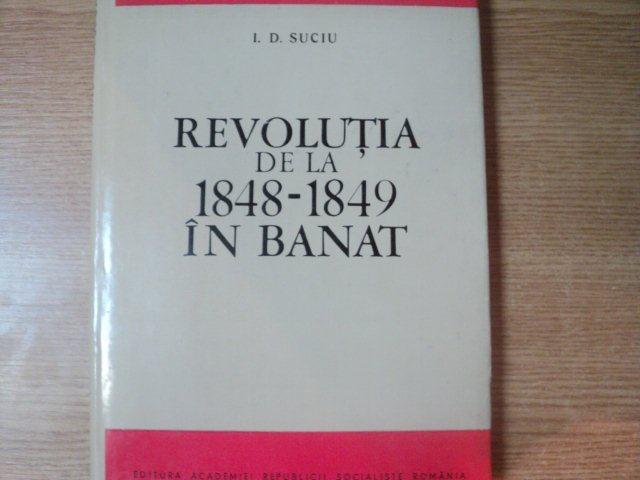 I. D. SUCIU
REVOLUȚIA
DE LA
1848-1849
ÎN BANAT
EDITURA ACADEMIEI REPUBLICII SOCIALISTE ROMÂNIA